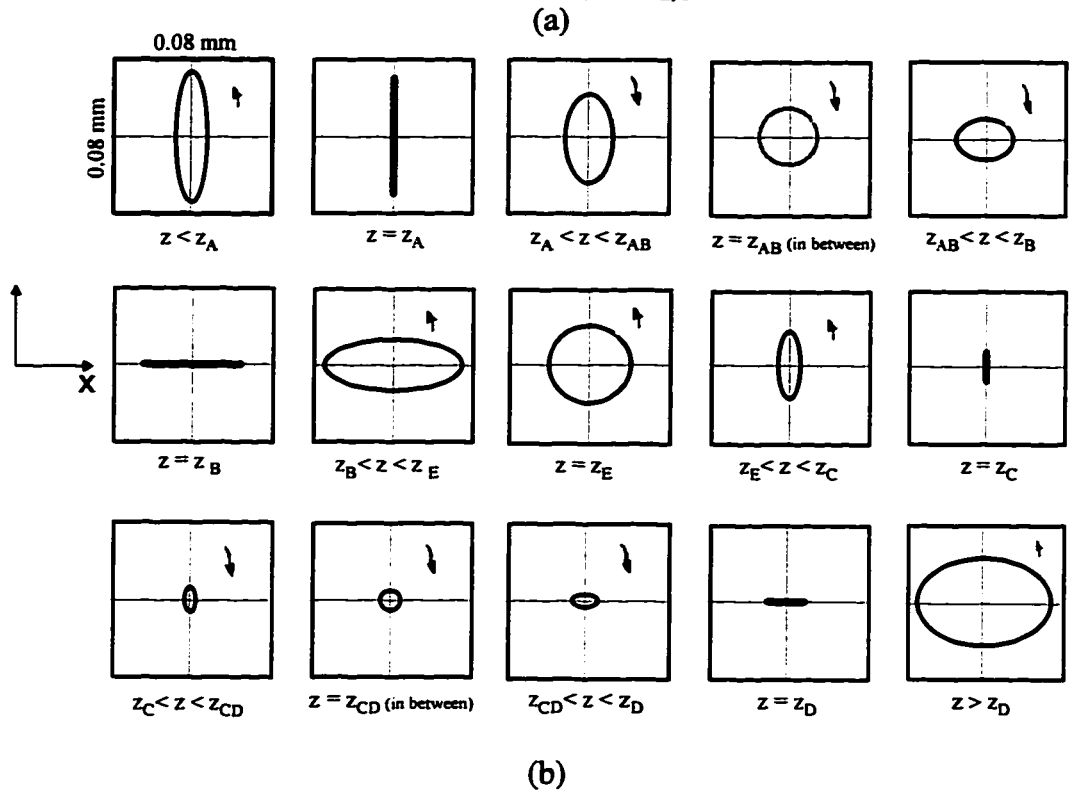 (a)
0.08 mm
0.08 mm
z < z_A
z = z_A
z_A < z < z_AB
z = z_AB (in between)
z_AB < z < z_B
X
z = z_B
z_B < z < z_E
z = z_E
z_E < z < z_C
z = z_C
z_C < z < z_CD
z = z_CD (in between)
z_CD < z < z_D
z = z_D
z > z_D
(b)